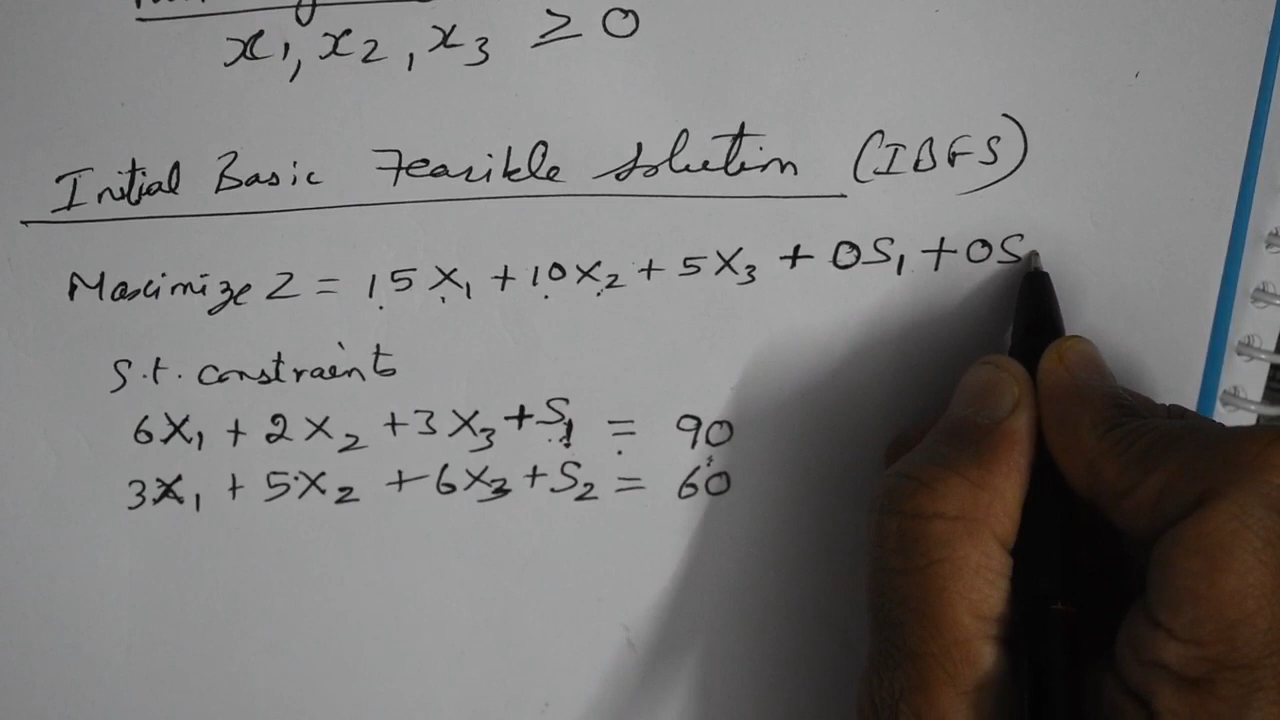 x1, x2, x3 ≥ 0
Initial Basic Feasible Solution (IBFS)
Maximize Z = 15X1 + 10X2 + 5X3 + 0S1 + 0S
S.t. constraints
6X1 + 2X2 + 3X3 + S1 = 90
3X1 + 5X2 + 6X3 + S2 = 60